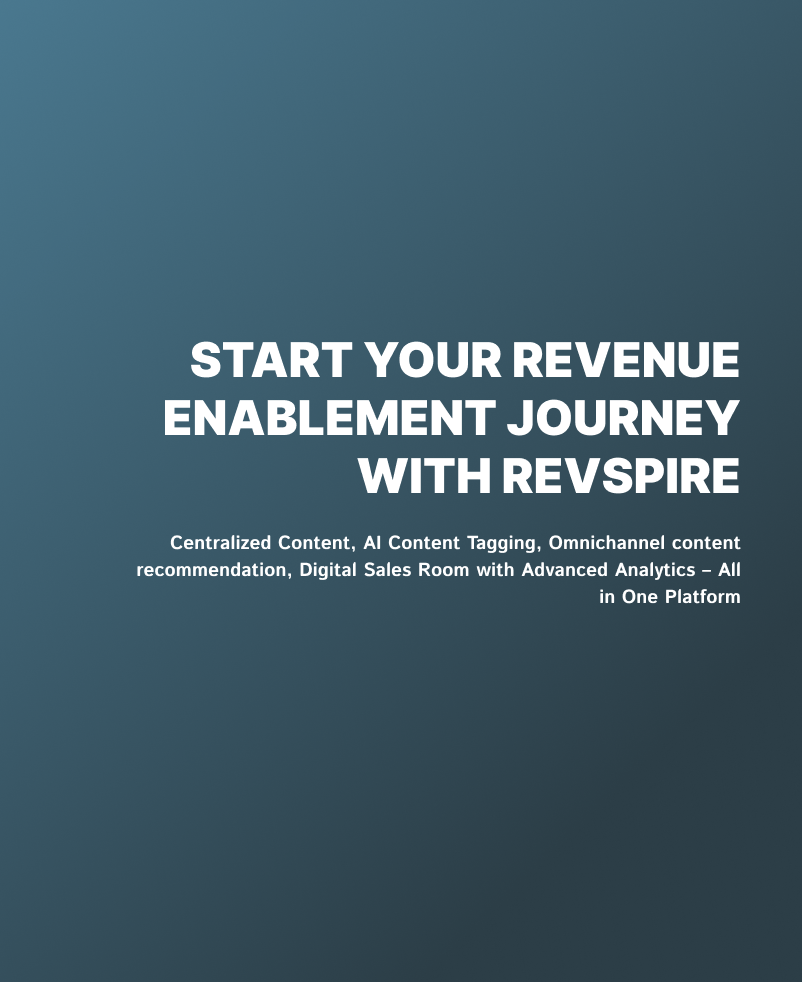 START YOUR REVENUE
ENABLEMENT JOURNEY
WITH REVSPIRE
Centralized Content, AI Content Tagging, Omnichannel content
recommendation, Digital Sales Room with Advanced Analytics – All
in One Platform